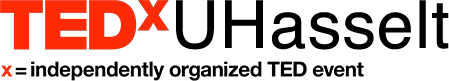 TEDxUHasselt
x = independently organized TED event